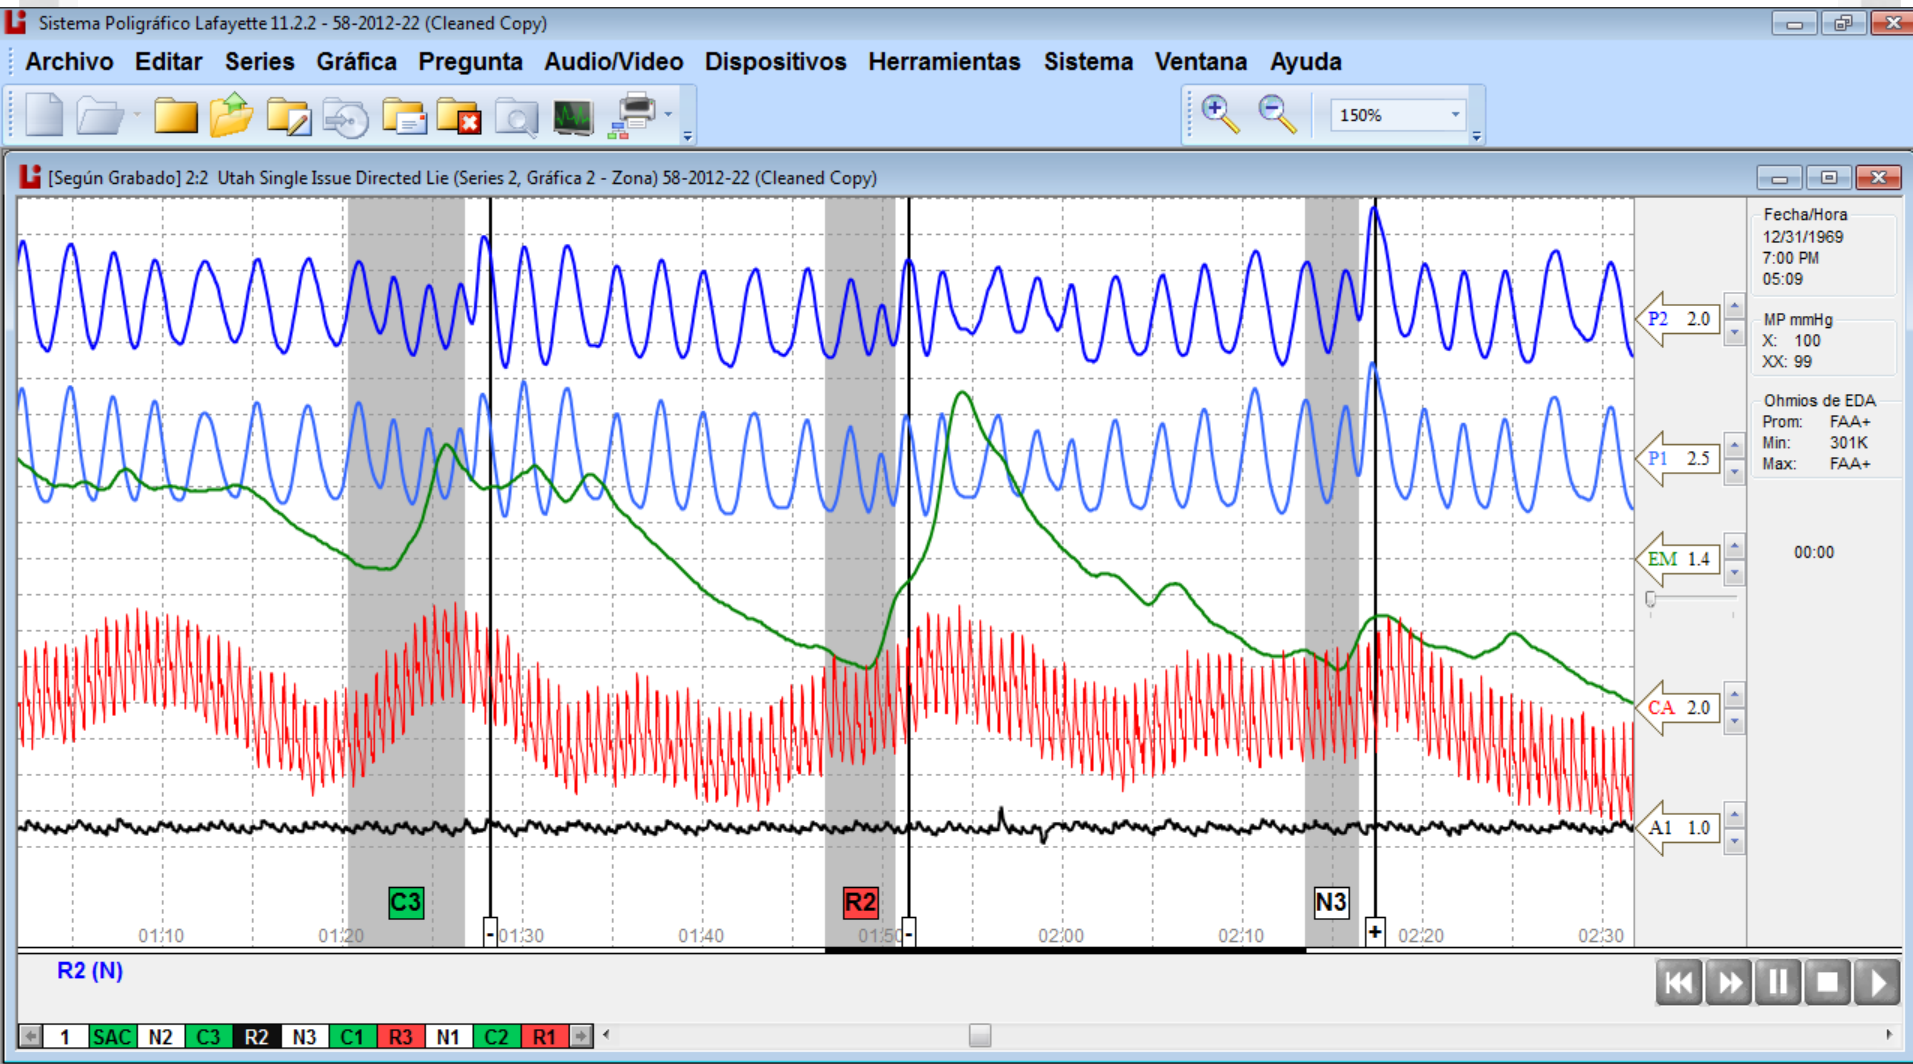 Sistema Poligráfico Lafayette 11.2.2 - 58-2012-22 (Cleaned Copy)
Archivo Editar Series Gráfica Pregunta Audio/Video Dispositivos Herramientas Sistema Ventana Ayuda
150%
[Según Grabado] 2:2 Utah Single Issue Directed Lie (Series 2, Gráfica 2 - Zona) 58-2012-22 (Cleaned Copy)
Fecha/Hora
12/31/1969
7:00 PM
05:09
P2 2.0
MP mmHg
X: 100
XX: 99
Ohmios de EDA
Prom: FAA+
Min: 301K
Max: FAA+
P1 2.5
EM 1.4
00:00
CA 2.0
A1 1.0
C3 R2 N3
01:10 01:20 - 01:30 01:40 01:50 - 02:00 02:10 + 02:20 02:30
R2 (N)
1 SAC N2 C3 R2 N3 C1 R3 N1 C2 R1